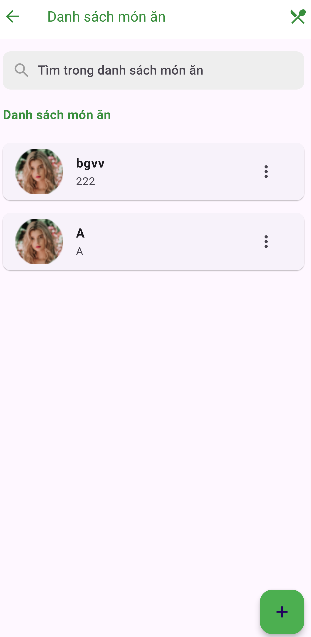 Danh sách món ăn
Tìm trong danh sách món ăn
Danh sách món ăn
bgvv
222
A
A